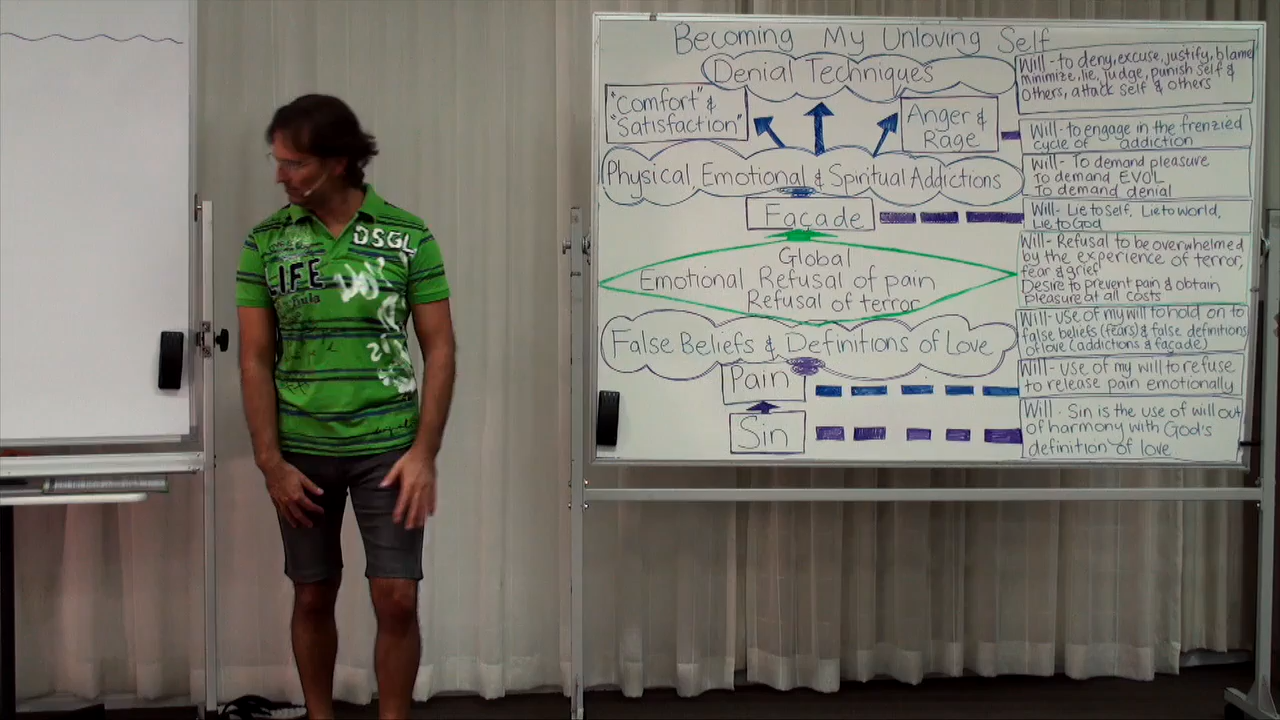 Becoming My Unloving Self
Denial Techniques
"Comfort" &
"Satisfaction"
Anger &
Rage
Physical Emotional & Spiritual Addictions
Façade
Global
Emotional Refusal of pain
Refusal of terror
False Beliefs & Definitions of Love
Pain
Sin
Will - to deny, excuse, justify, blame
minimize, lie, judge, punish self &
others, attack self & others
Will - to engage in the frenzied
cycle of addiction
Will - To demand pleasure
To demand EVOL
To demand denial
Will - Lie to Self, Lie to world,
Lie to God
Will - Refusal to be overwhelmed
by the experience of terror,
fear & grief
Desire to prevent pain & obtain
pleasure at all costs
Will - use of my will to hold on to
false beliefs (fears) & false definitions
of love (addictions & façade)
Will - use of my will to refuse
to release pain emotionally
Will - Sin is the use of will out
of harmony with God's
definition of love
DSGL
LIFE